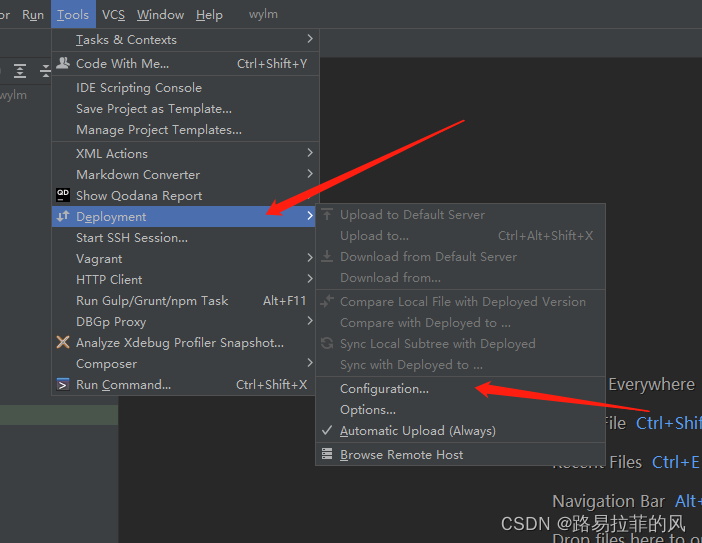 or Run Tools VCS Window Help wylm
Tasks & Contexts
Code With Me... Ctrl+Shift+Y
wylm
IDE Scripting Console
Save Project as Template...
Manage Project Templates...
XML Actions
Markdown Converter
QD Show Qodana Report
Deployment
Start SSH Session...
Vagrant
HTTP Client
Run Gulp/Grunt/npm Task Alt+F11
DBGp Proxy
Analyze Xdebug Profiler Snapshot...
Composer
Run Command... Ctrl+Shift+X
Upload to Default Server
Upload to... Ctrl+Alt+Shift+X
Download from Default Server
Download from...
Compare Local File with Deployed Version
Compare with Deployed to ...
Sync Local Subtree with Deployed
Sync with Deployed to ...
Configuration...
Options...
Automatic Upload (Always)
Browse Remote Host
Everywhere
File Ctrl+Shif
Recent Files Ctrl+E
Navigation Bar Alt+
CSDN @路易拉菲的风
Drop files here to o